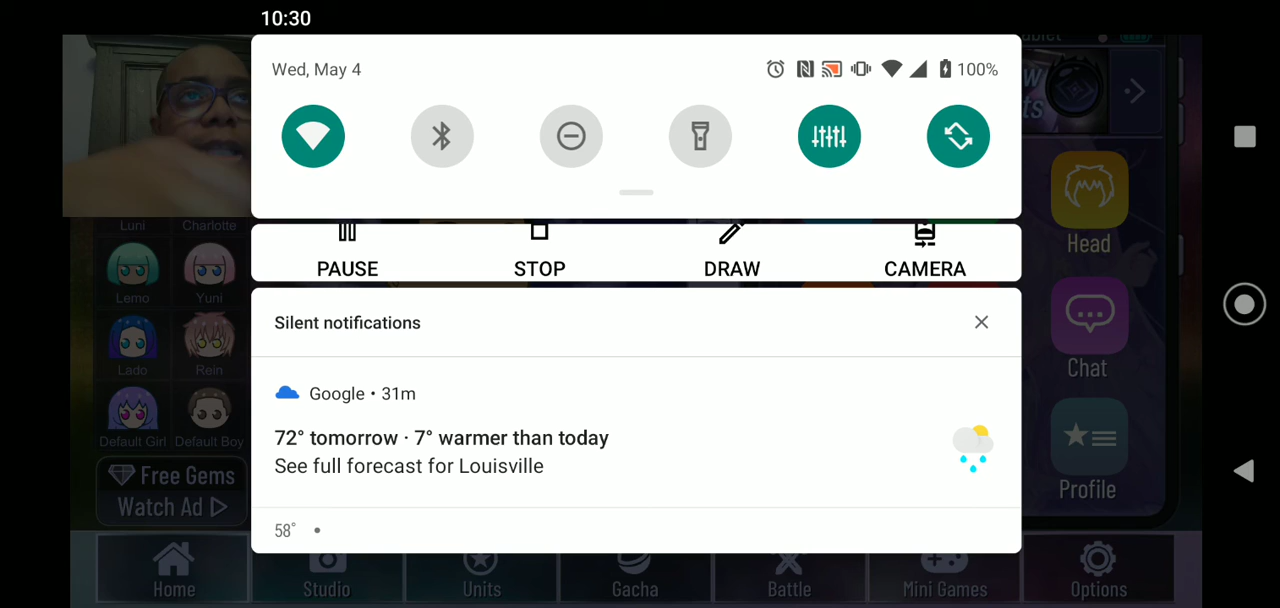 10:30
Wed, May 4
100%
PAUSE
STOP
DRAW
CAMERA
Silent notifications
Google • 31m
72° tomorrow · 7° warmer than today
See full forecast for Louisville
58° •
Luni
Charlotte
Lemo
Yuni
Lado
Rein
Default Girl
Default Boy
Free Gems
Watch Ad
Head
Chat
Profile
Home
Studio
Units
Gacha
Battle
Mini Games
Options